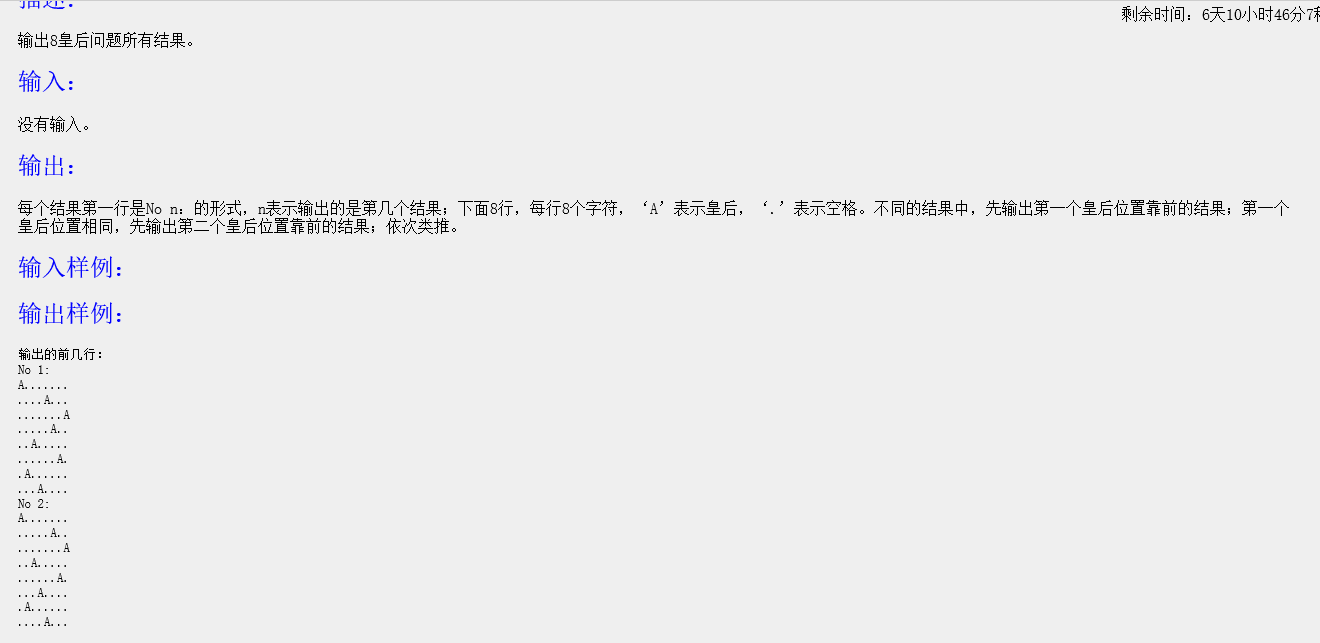 描述：
剩余时间：6天10小时46分7秒
输出8皇后问题所有结果。
输入：
没有输入。
输出：
每个结果第一行是No n：的形式，n表示输出的是第几个结果；下面8行，每行8个字符，‘A’表示皇后，‘.’表示空格。不同的结果中，先输出第一个皇后位置靠前的结果；第一个
皇后位置相同，先输出第二个皇后位置靠前的结果；依次类推。
输入样例：
输出样例：
输出的前几行：
No 1:
A.......
....A...
.......A
.....A..
..A.....
......A.
.A......
...A....
No 2:
A.......
.....A..
.......A
..A.....
......A.
...A....
.A......
....A...